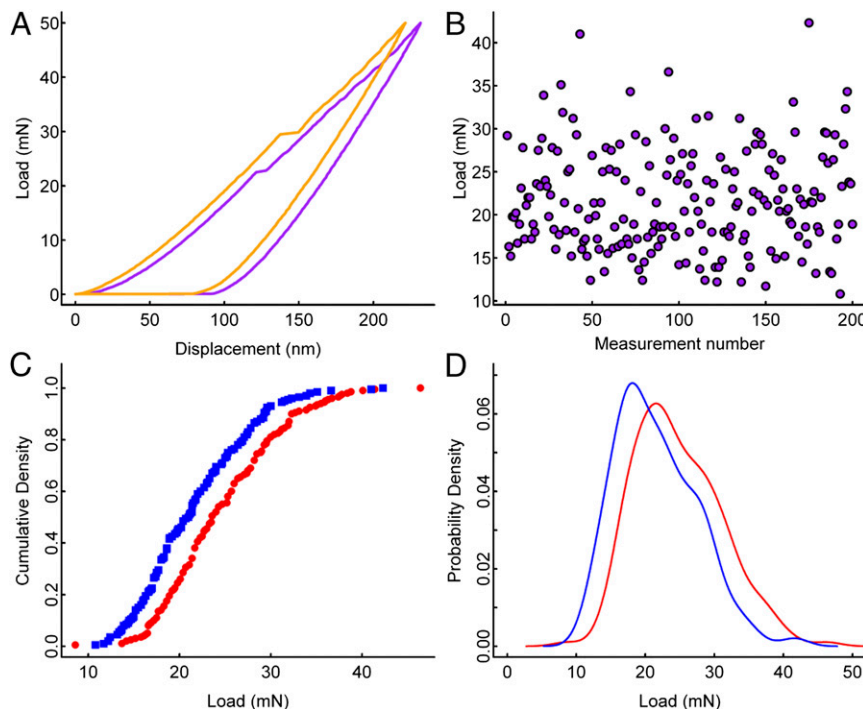 A
50
40
30
20
10
0
Load (mN)
0 50 100 150 200
Displacement (nm)
B
40
35
30
25
20
15
10
Load (mN)
0 50 100 150 200
Measurement number
C
1.0
0.8
0.6
0.4
0.2
0.0
Cumulative Density
10 20 30 40
Load (mN)
D
0.06
0.04
0.02
0.00
Probability Density
0 10 20 30 40 50
Load (mN)